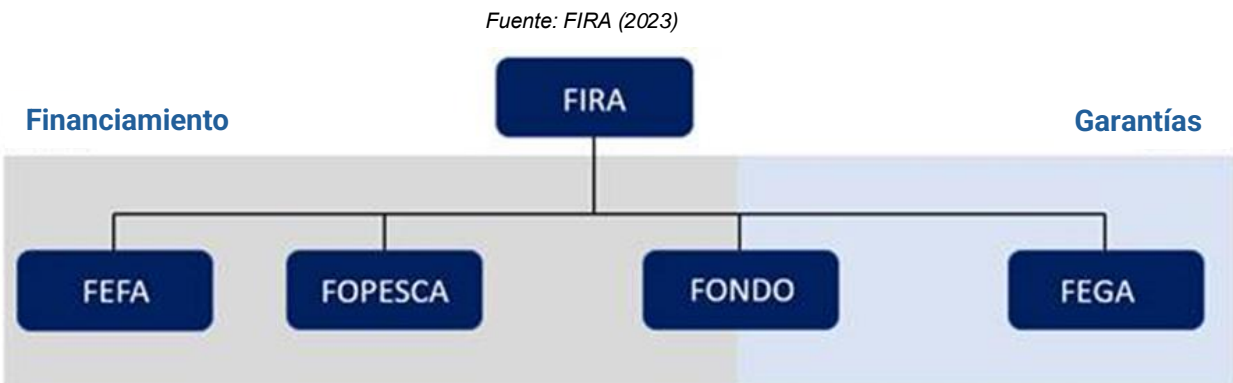 Fuente: FIRA (2023)
FIRA
Financiamiento
Garantías
FEFA
FOPESCA
FONDO
FEGA